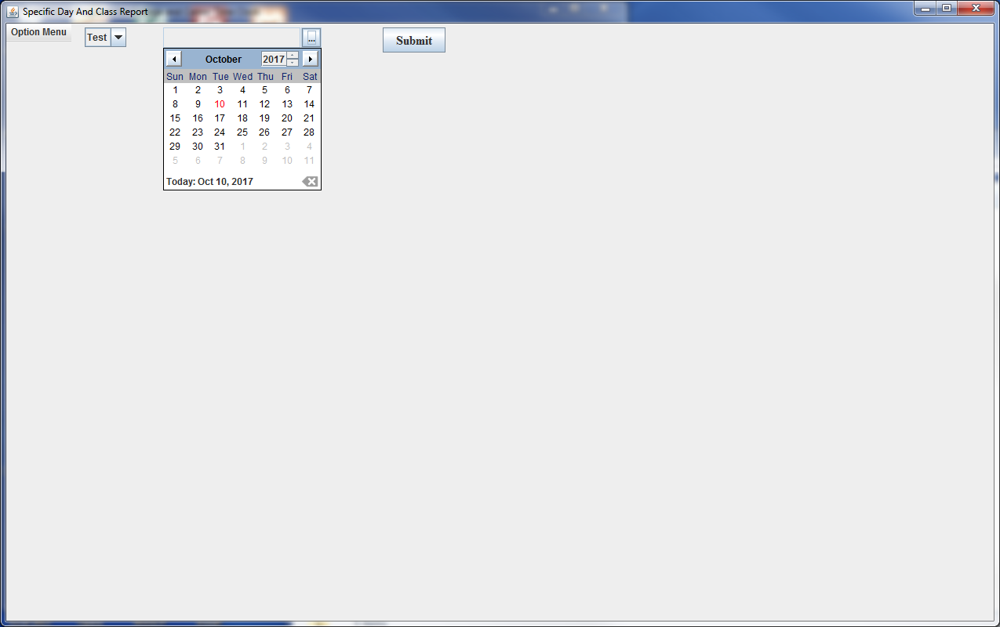 Specific Day And Class Report
Option Menu
Test
...
Submit
October 2017
Sun Mon Tue Wed Thu Fri Sat
1 2 3 4 5 6 7
8 9 10 11 12 13 14
15 16 17 18 19 20 21
22 23 24 25 26 27 28
29 30 31 1 2 3 4
5 6 7 8 9 10 11
Today: Oct 10, 2017